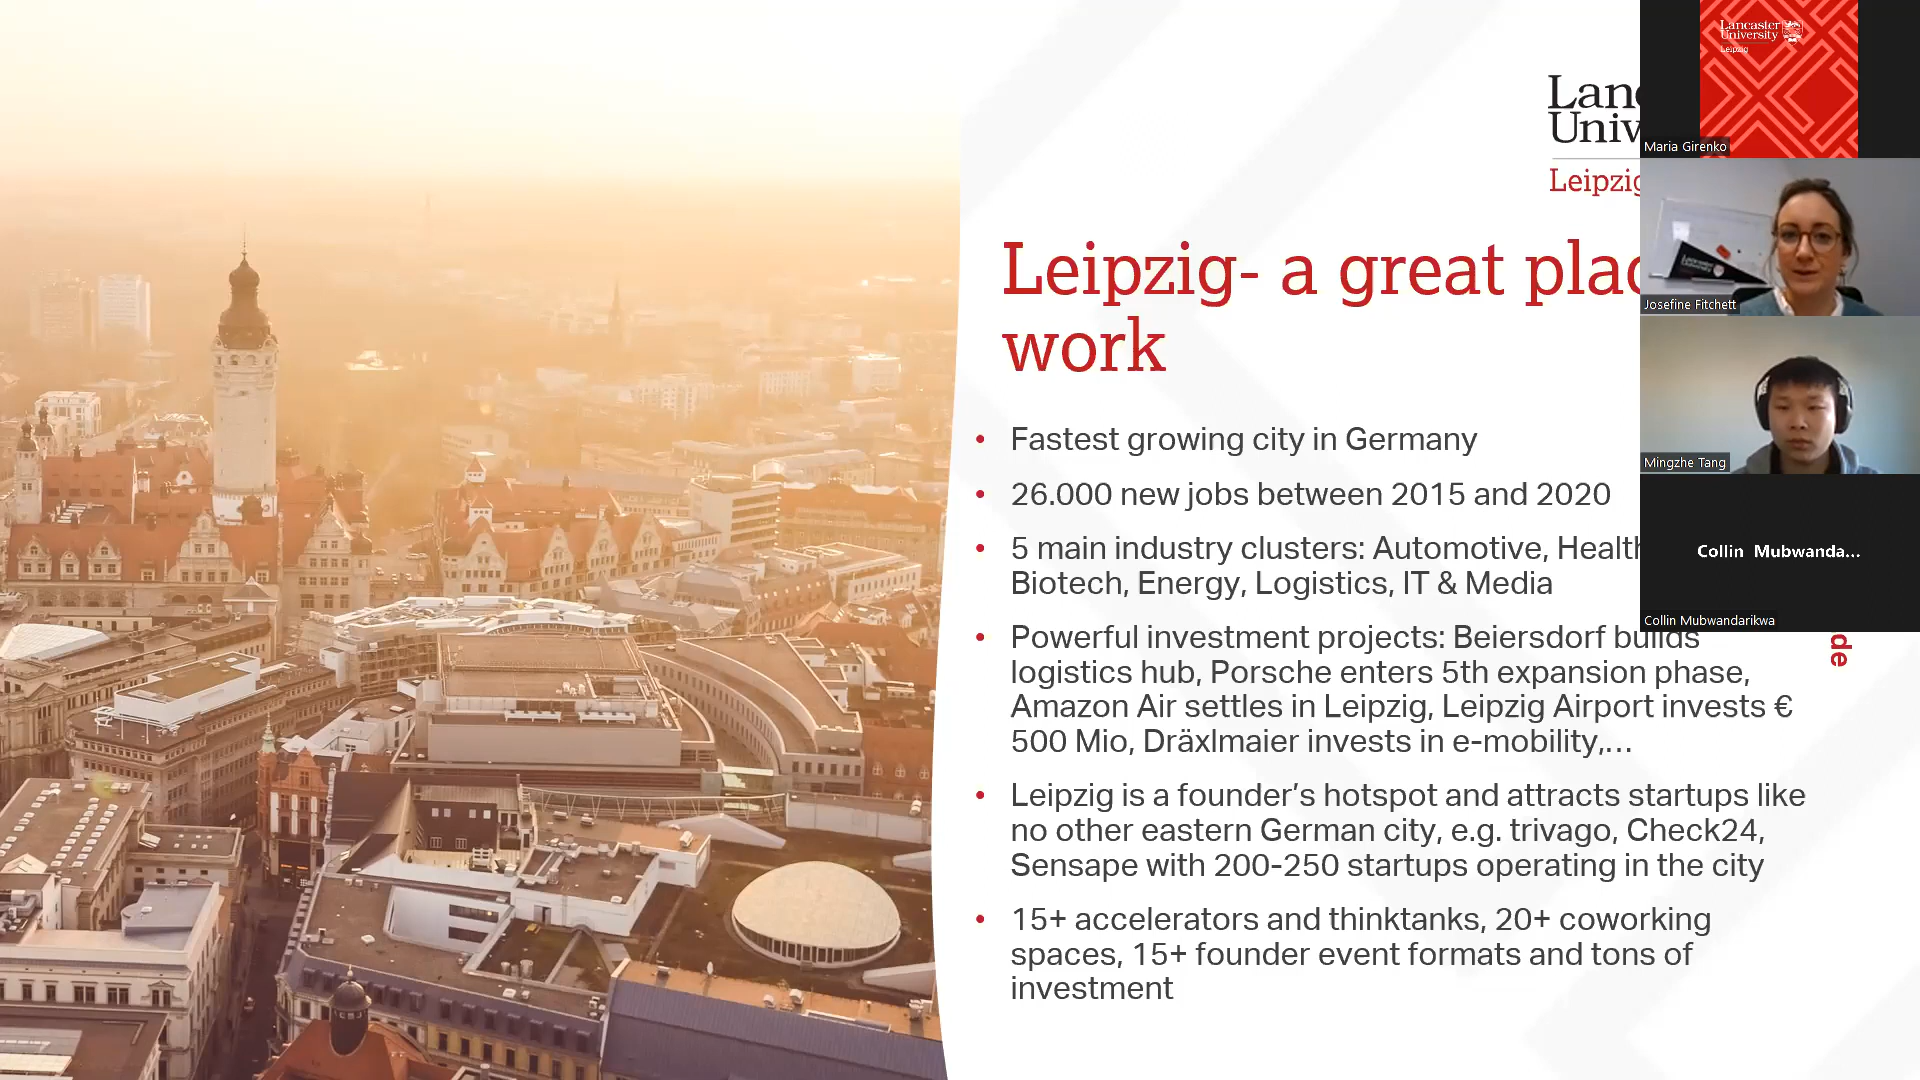 Lancaster
University
Leipzig
Lan
Univ
Leipzig
Maria Girenko
Josefine Fitchett
Mingzhe Tang
Collin Mubwanda...
Collin Mubwandarikwa
Leipzig- a great plac
work
• Fastest growing city in Germany
• 26.000 new jobs between 2015 and 2020
• 5 main industry clusters: Automotive, Health
Biotech, Energy, Logistics, IT & Media
• Powerful investment projects: Beiersdorf builds
logistics hub, Porsche enters 5th expansion phase,
Amazon Air settles in Leipzig, Leipzig Airport invests €
500 Mio, Dräxlmaier invests in e-mobility,...
• Leipzig is a founder’s hotspot and attracts startups like
no other eastern German city, e.g. trivago, Check24,
Sensape with 200-250 startups operating in the city
• 15+ accelerators and thinktanks, 20+ coworking
spaces, 15+ founder event formats and tons of
investment
de